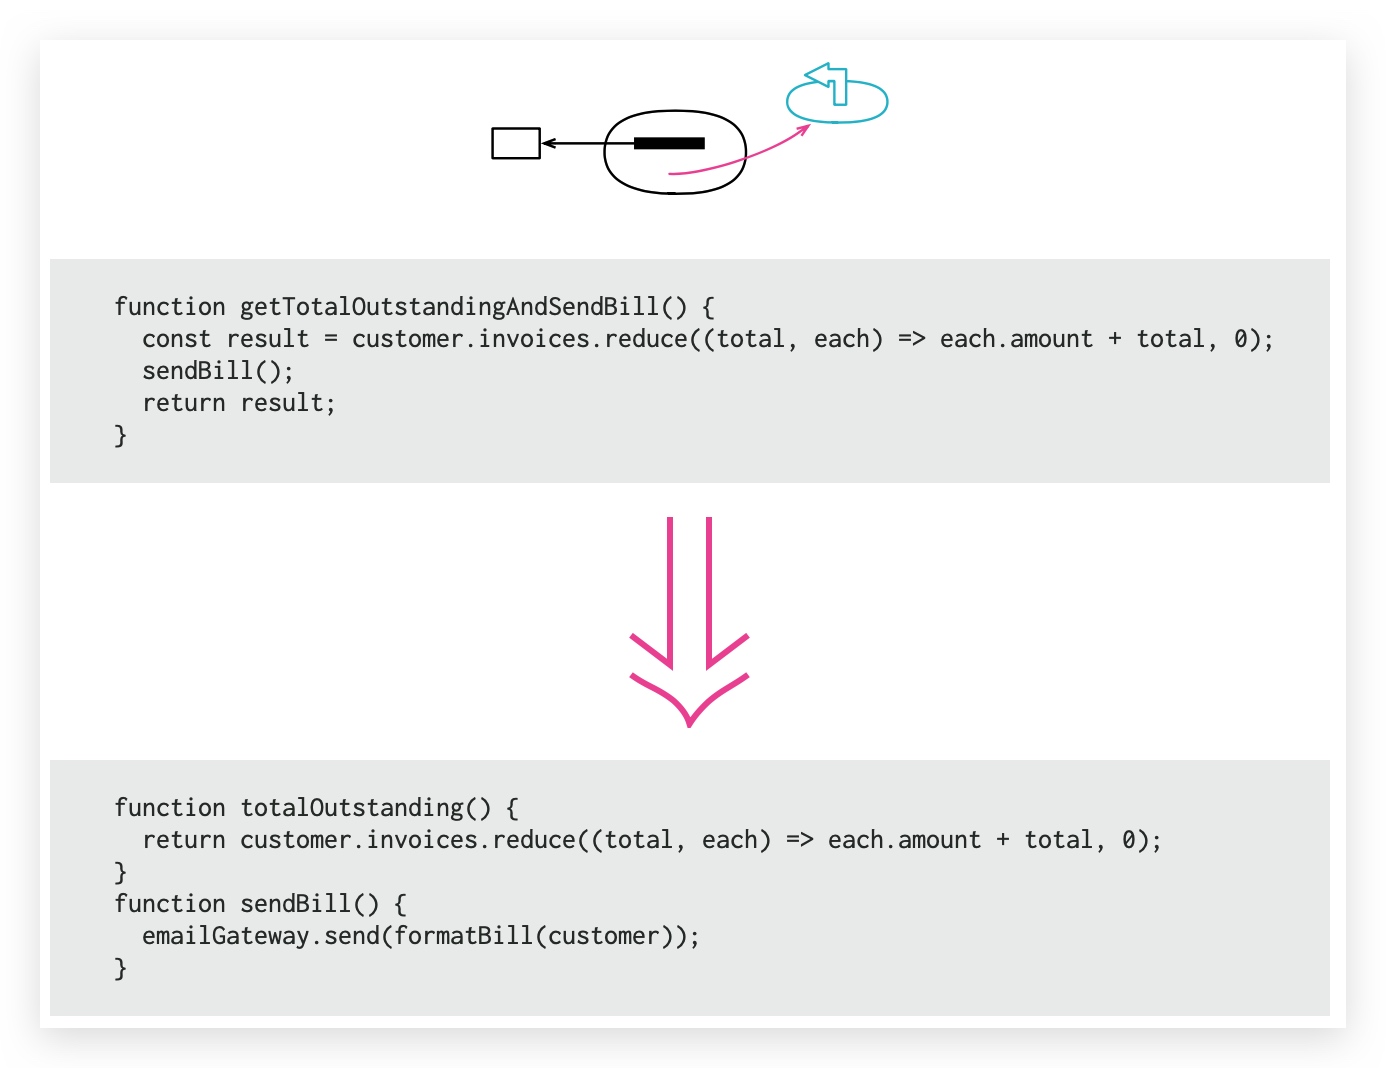 function getTotalOutstandingAndSendBill() {
  const result = customer.invoices.reduce((total, each) => each.amount + total, 0);
  sendBill();
  return result;
}
function totalOutstanding() {
  return customer.invoices.reduce((total, each) => each.amount + total, 0);
}
function sendBill() {
  emailGateway.send(formatBill(customer));
}